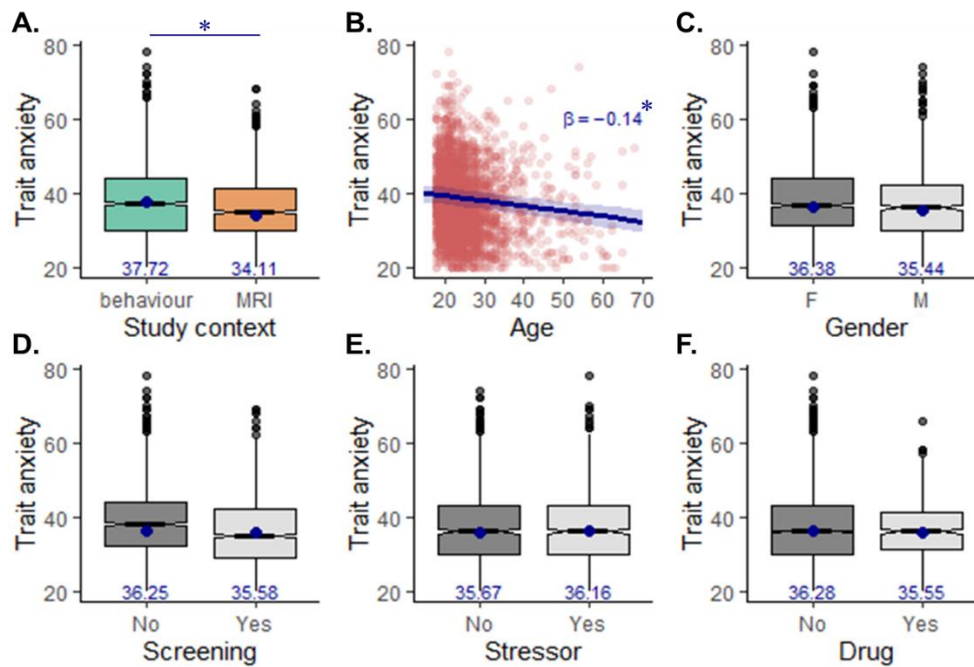 A.
*
Trait anxiety
80
60
40
20
37.72 34.11
behaviour MRI
Study context
B.
β = −0.14*
Trait anxiety
80
60
40
20
20 30 40 50 60 70
Age
C.
Trait anxiety
80
60
40
20
36.38 35.44
F M
Gender
D.
Trait anxiety
80
60
40
20
36.25 35.58
No Yes
Screening
E.
Trait anxiety
80
60
40
20
35.67 36.16
No Yes
Stressor
F.
Trait anxiety
80
60
40
20
36.28 35.55
No Yes
Drug